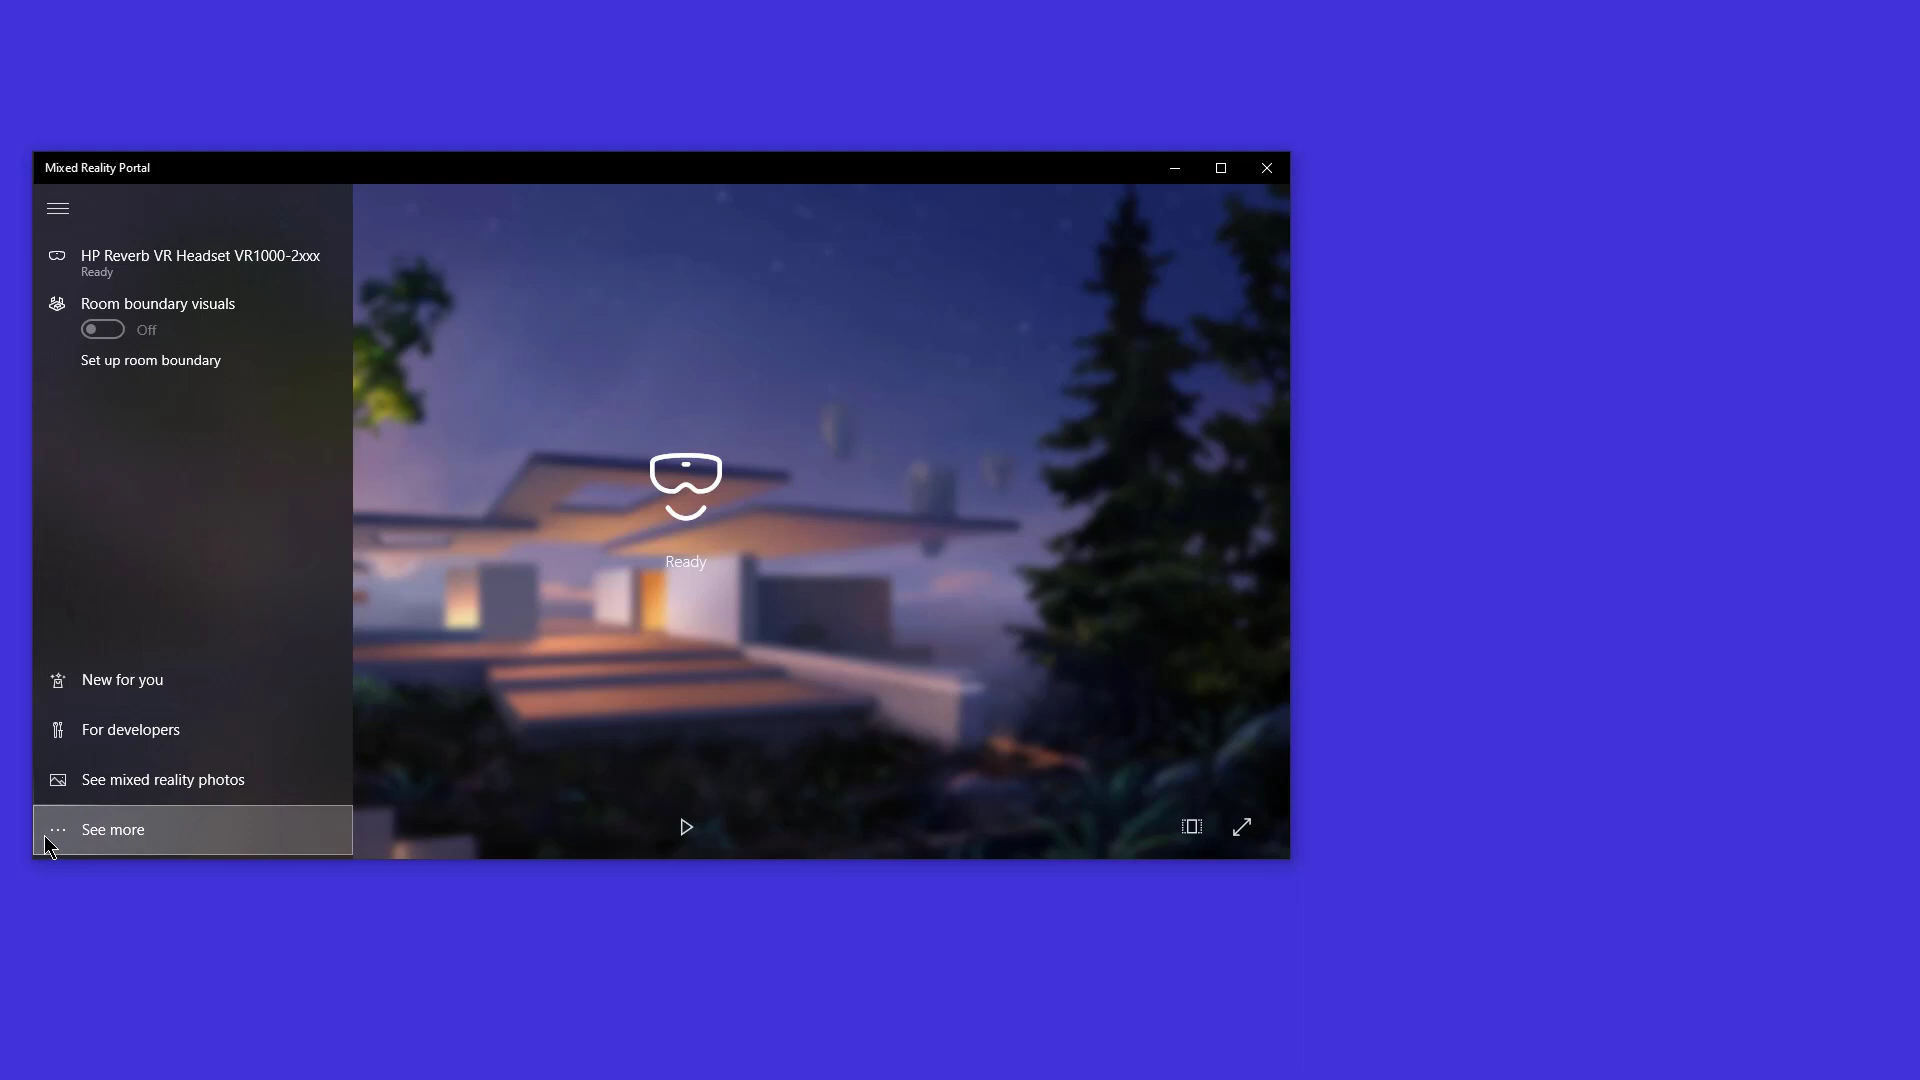 Mixed Reality Portal
HP Reverb VR Headset VR1000-2xxx
Ready
Room boundary visuals
Off
Set up room boundary
Ready
New for you
For developers
See mixed reality photos
See more